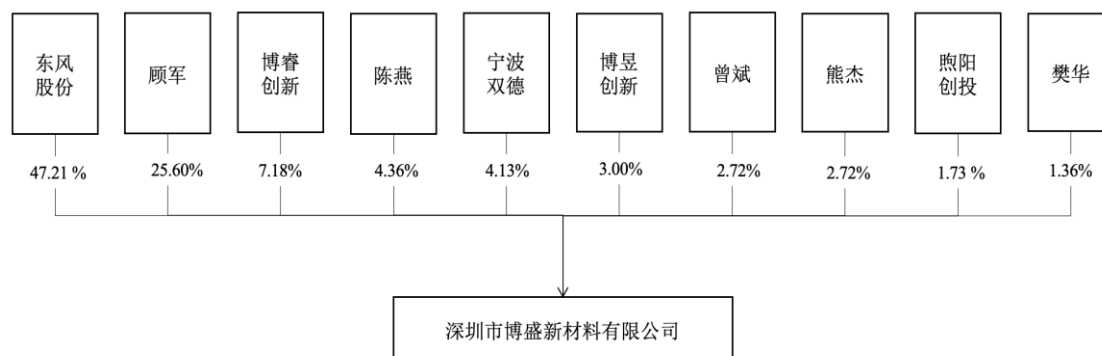 东风
股份
顾军
博睿
创新
陈燕
宁波
双德
博昱
创新
曾斌
熊杰
煦阳
创投
樊华
47.21 %
25.60%
7.18%
4.36%
4.13%
3.00%
2.72%
2.72%
1.73 %
1.36%
深圳市博盛新材料有限公司